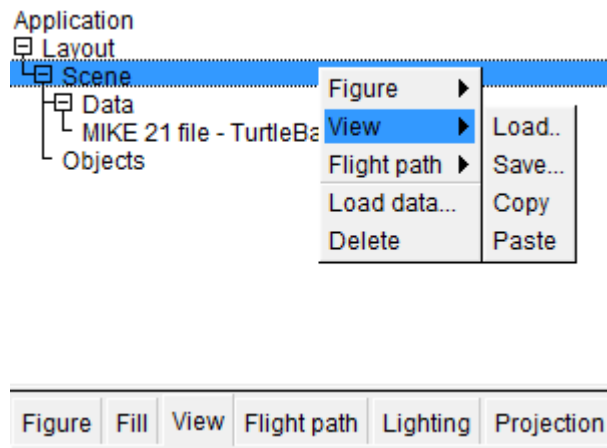 Application
Layout
Scene
Data
MIKE 21 file - TurtleBa
Objects
Figure
View
Flight path
Load data...
Delete
Load..
Save...
Copy
Paste
Figure Fill View Flight path Lighting Projection